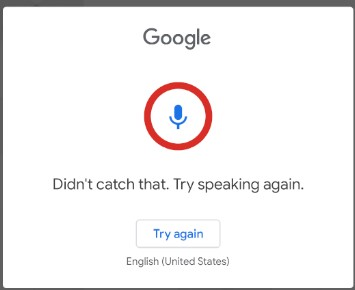 Google
Didn't catch that. Try speaking again.
Try again
English (United States)